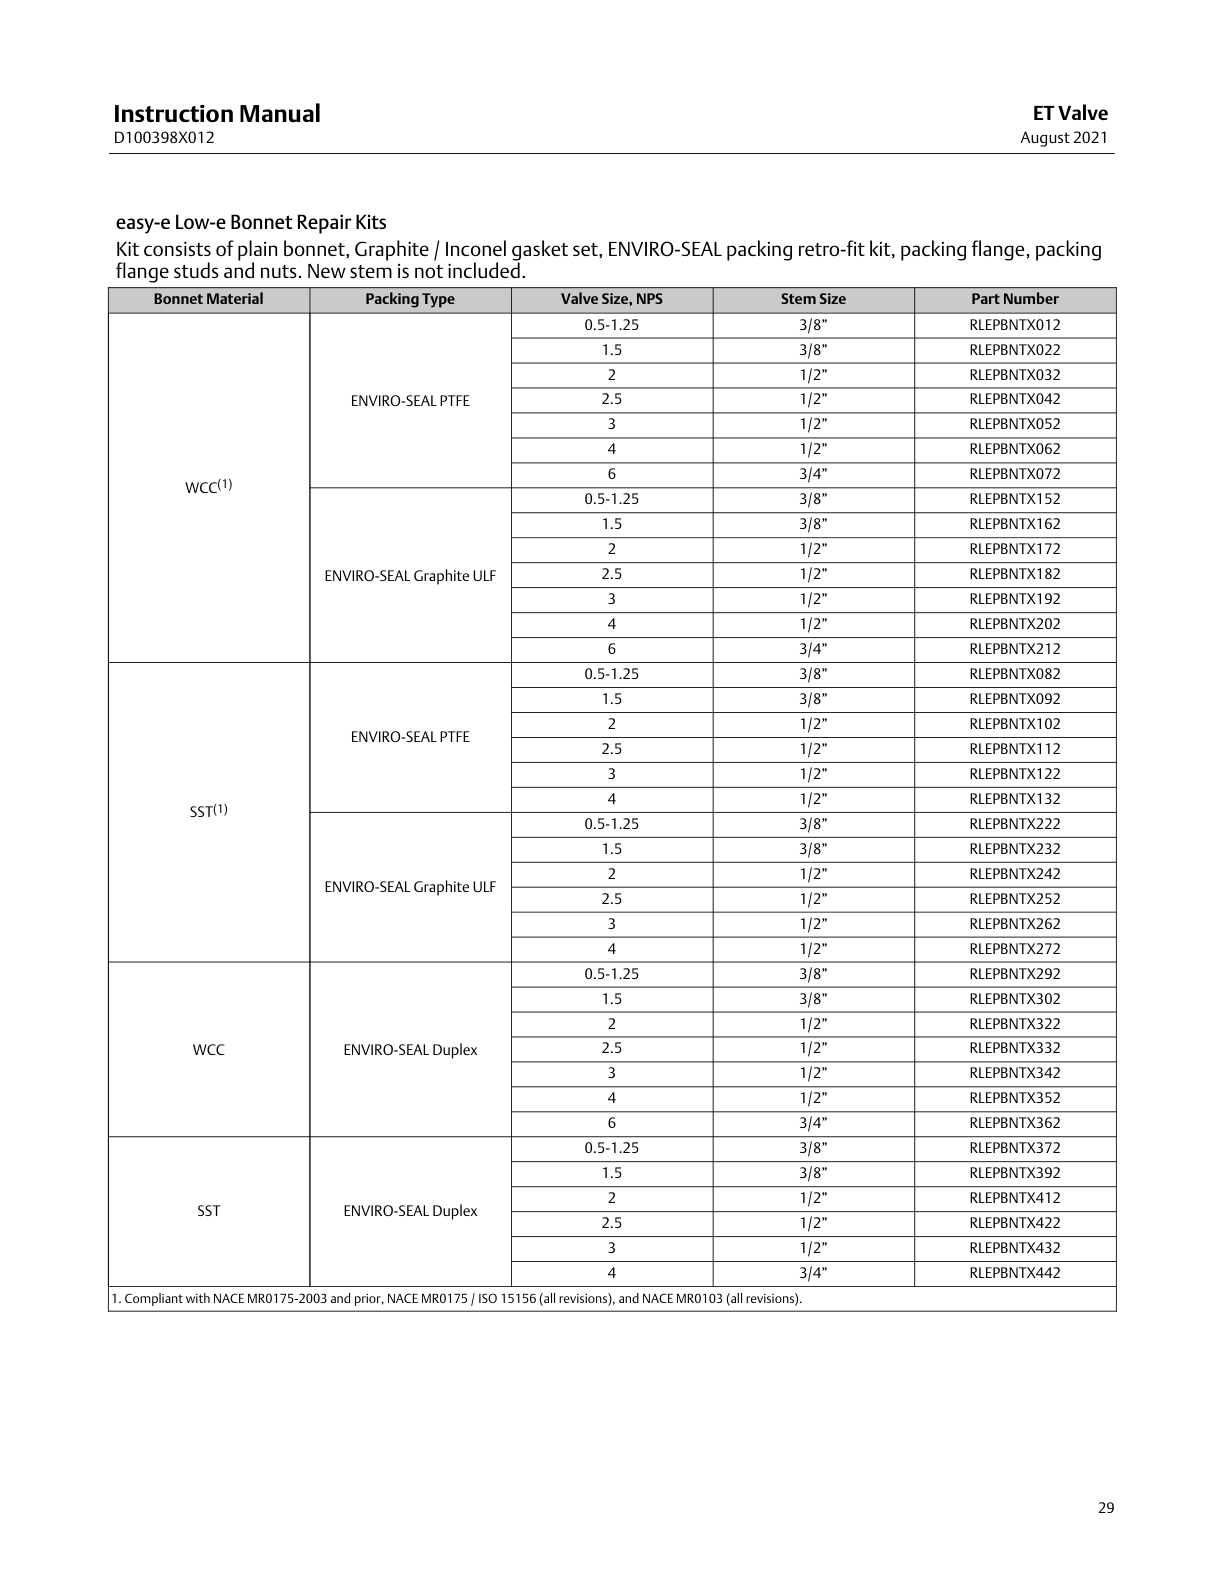 Instruction Manual
D100398X012
ET Valve
August 2021
easy-e Low-e Bonnet Repair Kits
Kit consists of plain bonnet, Graphite / Inconel gasket set, ENVIRO-SEAL packing retro-fit kit, packing flange, packing
flange studs and nuts. New stem is not included.
Bonnet Material Packing Type Valve Size, NPS Stem Size Part Number
WCC(1)
ENVIRO-SEAL PTFE
0.5-1.25 3/8” RLEPBNTX012
1.5 3/8” RLEPBNTX022
2 1/2” RLEPBNTX032
2.5 1/2” RLEPBNTX042
3 1/2” RLEPBNTX052
4 1/2” RLEPBNTX062
6 3/4” RLEPBNTX072
ENVIRO-SEAL Graphite ULF
0.5-1.25 3/8” RLEPBNTX152
1.5 3/8” RLEPBNTX162
2 1/2” RLEPBNTX172
2.5 1/2” RLEPBNTX182
3 1/2” RLEPBNTX192
4 1/2” RLEPBNTX202
6 3/4” RLEPBNTX212
SST(1)
ENVIRO-SEAL PTFE
0.5-1.25 3/8” RLEPBNTX082
1.5 3/8” RLEPBNTX092
2 1/2” RLEPBNTX102
2.5 1/2” RLEPBNTX112
3 1/2” RLEPBNTX122
4 1/2” RLEPBNTX132
ENVIRO-SEAL Graphite ULF
0.5-1.25 3/8” RLEPBNTX222
1.5 3/8” RLEPBNTX232
2 1/2” RLEPBNTX242
2.5 1/2” RLEPBNTX252
3 1/2” RLEPBNTX262
4 1/2” RLEPBNTX272
WCC
ENVIRO-SEAL Duplex
0.5-1.25 3/8” RLEPBNTX292
1.5 3/8” RLEPBNTX302
2 1/2” RLEPBNTX322
2.5 1/2” RLEPBNTX332
3 1/2” RLEPBNTX342
4 1/2” RLEPBNTX352
6 3/4” RLEPBNTX362
SST
ENVIRO-SEAL Duplex
0.5-1.25 3/8” RLEPBNTX372
1.5 3/8” RLEPBNTX392
2 1/2” RLEPBNTX412
2.5 1/2” RLEPBNTX422
3 1/2” RLEPBNTX432
4 3/4” RLEPBNTX442
1. Compliant with NACE MR0175-2003 and prior, NACE MR0175 / ISO 15156 (all revisions), and NACE MR0103 (all revisions).
29